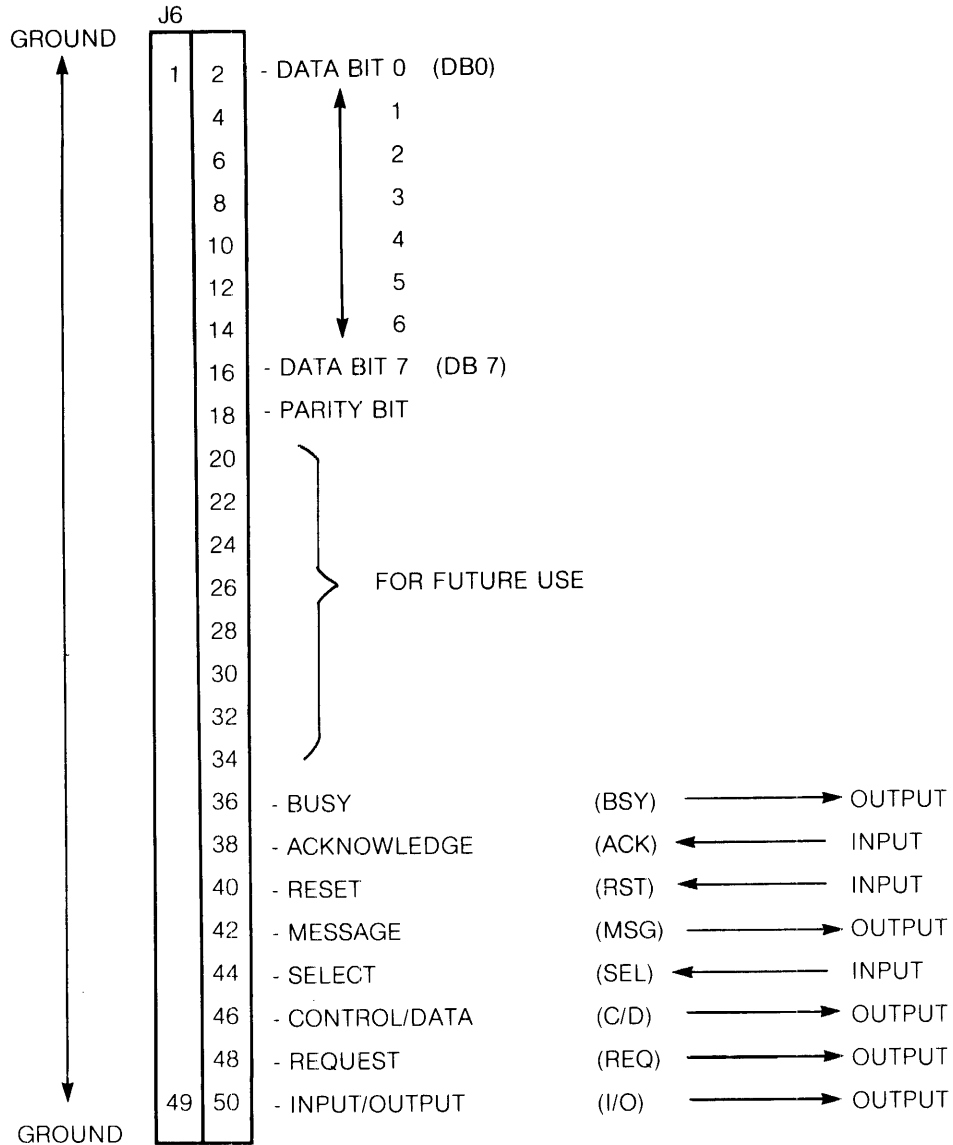 J6
GROUND
1 2 - DATA BIT 0 (DB0)
4 1
6 2
8 3
10 4
12 5
14 6
16 - DATA BIT 7 (DB 7)
18 - PARITY BIT
20
22
24
26 FOR FUTURE USE
28
30
32
34
36 - BUSY (BSY) OUTPUT
38 - ACKNOWLEDGE (ACK) INPUT
40 - RESET (RST) INPUT
42 - MESSAGE (MSG) OUTPUT
44 - SELECT (SEL) INPUT
46 - CONTROL/DATA (C/D) OUTPUT
48 - REQUEST (REQ) OUTPUT
49 50 - INPUT/OUTPUT (I/O) OUTPUT
GROUND